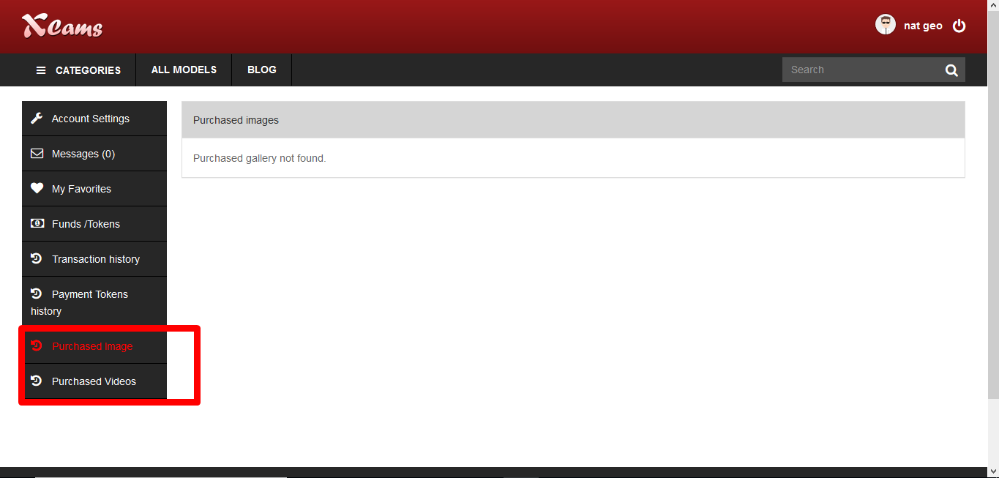 XCams
nat geo
CATEGORIES
ALL MODELS
BLOG
Search
Account Settings
Messages (0)
My Favorites
Funds /Tokens
Transaction history
Payment Tokens
history
Purchased Image
Purchased Videos
Purchased images
Purchased gallery not found.